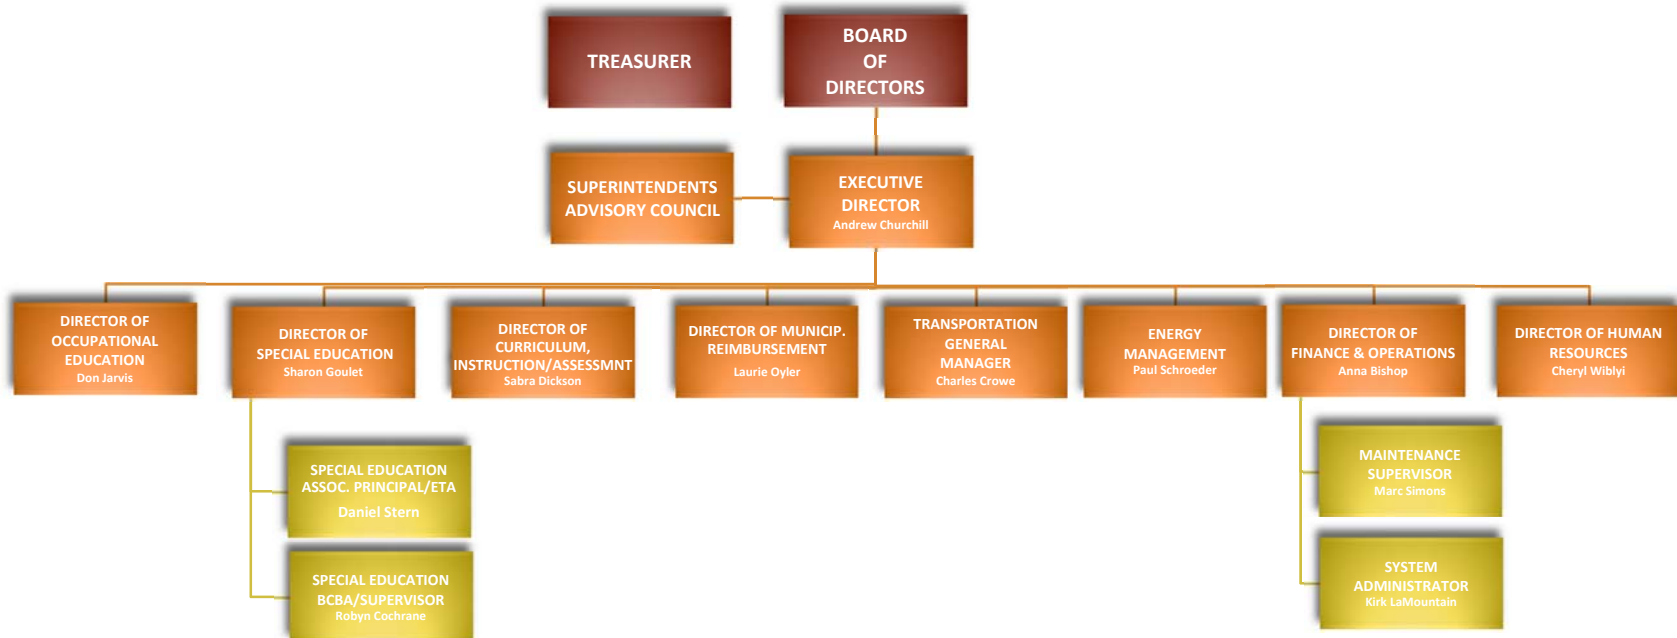 TREASURER
BOARD
OF
DIRECTORS
SUPERINTENDENTS
ADVISORY COUNCIL
EXECUTIVE
DIRECTOR
Andrew Churchill
DIRECTOR OF
OCCUPATIONAL
EDUCATION
Don Jarvis
DIRECTOR OF
SPECIAL EDUCATION
Sharon Goulet
DIRECTOR OF
CURRICULUM,
INSTRUCTION/ASSESSMNT
Sabra Dickson
DIRECTOR OF MUNICIP.
REIMBURSEMENT
Laurie Oyler
TRANSPORTATION
GENERAL
MANAGER
Charles Crowe
ENERGY
MANAGEMENT
Paul Schroeder
DIRECTOR OF
FINANCE & OPERATIONS
Anna Bishop
DIRECTOR OF HUMAN
RESOURCES
Cheryl Wiblyi
SPECIAL EDUCATION
ASSOC. PRINCIPAL/ETA
Daniel Stern
SPECIAL EDUCATION
BCBA/SUPERVISOR
Robyn Cochrane
MAINTENANCE
SUPERVISOR
Marc Simons
SYSTEM
ADMINISTRATOR
Kirk LaMountain